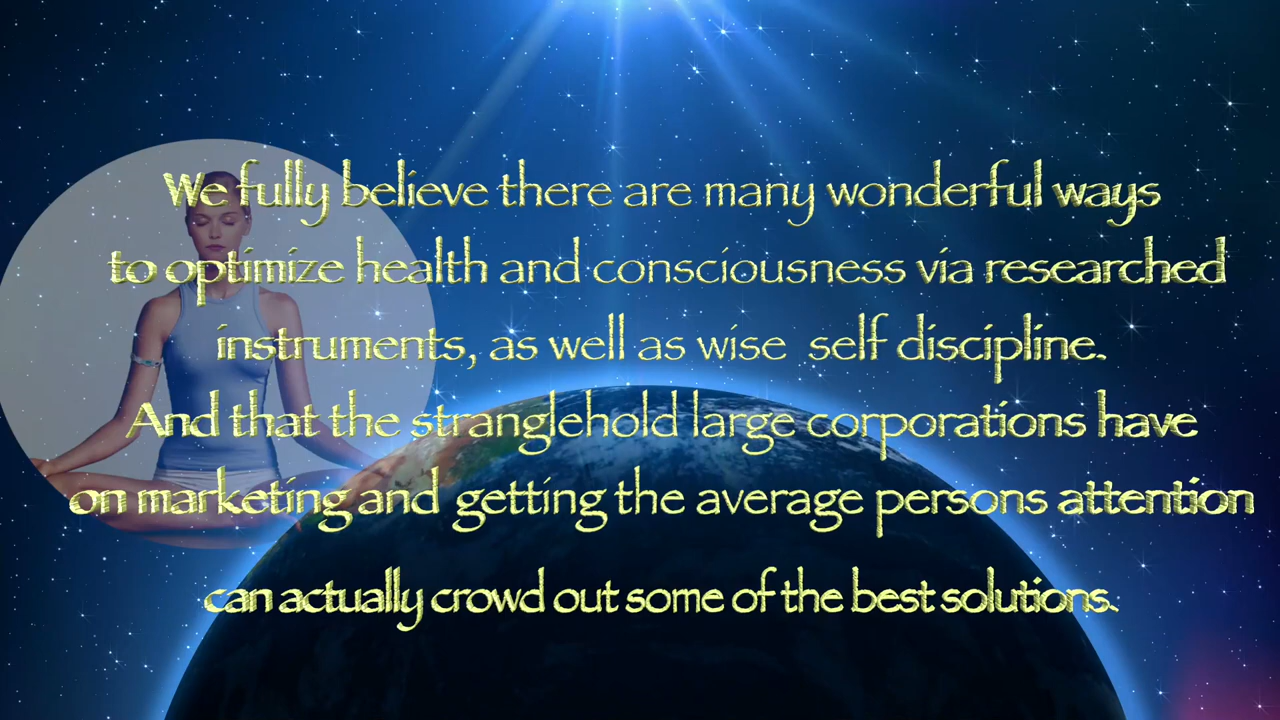 We fully believe there are many wonderful ways
to optimize health and consciousness via researched
instruments, as well as wise self discipline.
And that the stranglehold large corporations have
on marketing and getting the average persons attention
can actually crowd out some of the best solutions.